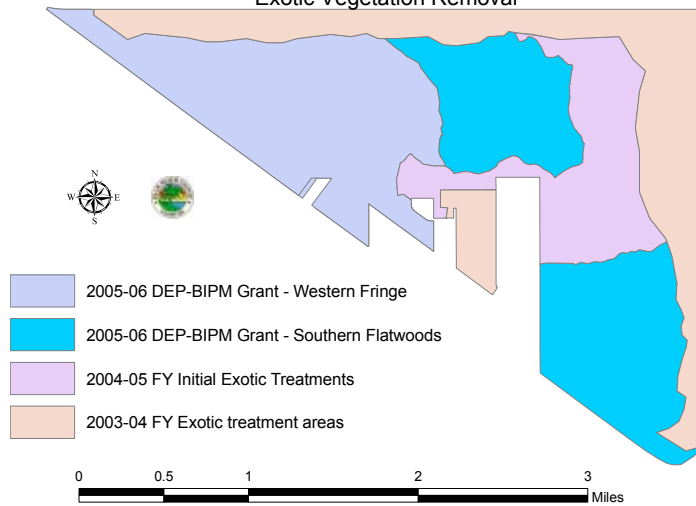 Exotic Vegetation Removal
N
W E
S
2005-06 DEP-BIPM Grant - Western Fringe
2005-06 DEP-BIPM Grant - Southern Flatwoods
2004-05 FY Initial Exotic Treatments
2003-04 FY Exotic treatment areas
0 0.5 1 2 3
Miles